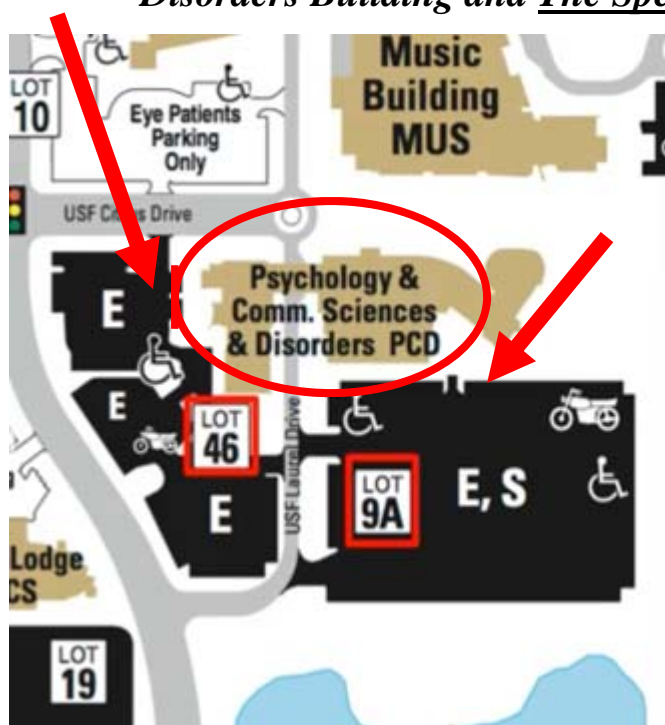 Disorders Building and The Spe
Music
Building
MUS
LOT
10
Eye Patients
Parking
Only
USF Citrus Drive
Psychology &
Comm. Sciences
& Disorders PCD
E
E
LOT
46
E
USF Laurel Drive
LOT
9A
E, S
Lodge
CS
LOT
19